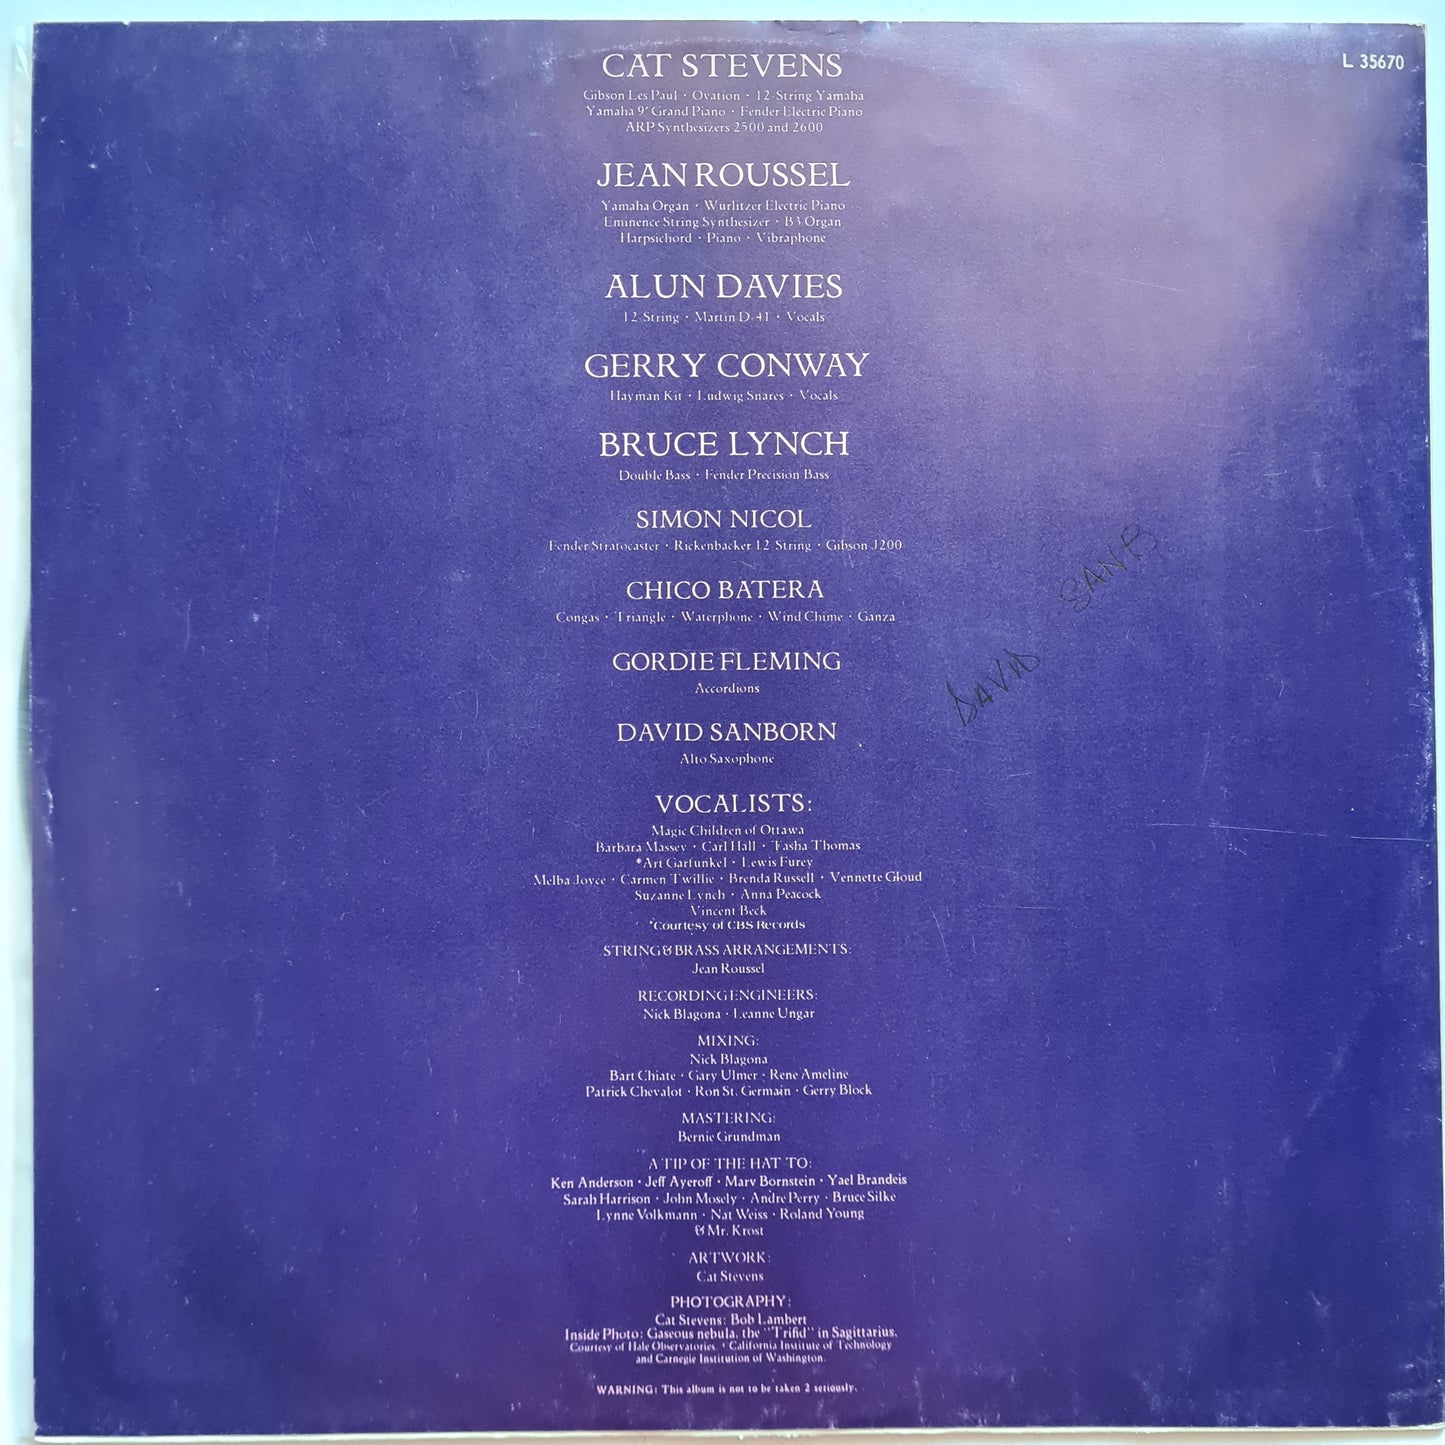 L 35670
CAT STEVENS
Gibson Les Paul · Ovation · 12-String Yamaha
Yamaha 9' Grand Piano · Fender Electric Piano
ARP Synthesizers 2500 and 2600
JEAN ROUSSEL
Yamaha Organ · Wurlitzer Electric Piano
Eminence String Synthesizer · B3 Organ
Harpsichord · Piano · Vibraphone
ALUN DAVIES
12-String · Martin D-41 · Vocals
GERRY CONWAY
Hayman Kit · Ludwig Snares · Vocals
BRUCE LYNCH
Double Bass · Fender Precision Bass
SIMON NICOL
Fender Stratocaster · Rickenbacker 12-String · Gibson J200
CHICO BATERA
Congas · Triangle · Waterphone · Wind Chime · Ganza
GORDIE FLEMING
Accordions
DAVID SANBORN
Alto Saxophone
VOCALISTS:
Magic Children of Ottawa
Barbara Massey · Carl Hall · Tasha Thomas
*Art Garfunkel · Lewis Furey
Melba Joyce · Carmen Twillie · Brenda Russell · Vennette Gloud
Suzanne Lynch · Anna Peacock
Vincent Beck
*Courtesy of CBS Records
STRING & BRASS ARRANGEMENTS:
Jean Roussel
RECORDING ENGINEERS:
Nick Blagona · Leanne Ungar
MIXING:
Nick Blagona
Bart Chiate · Gary Ulmer · Rene Ameline
Patrick Chevalot · Ron St. Germain · Gerry Block
MASTERING:
Bernie Grundman
A TIP OF THE HAT TO:
Ken Anderson · Jeff Ayeroff · Marv Bornstein · Yael Brandeis
Sarah Harrison · John Mosely · Andre Perry · Bruce Silke
Lynne Volkmann · Nat Weiss · Roland Young
& Mr. Krost
ARTWORK:
Cat Stevens
PHOTOGRAPHY:
Cat Stevens: Bob Lambert
Inside Photo: Gaseous nebula, the "Trifid" in Sagittarius.
Courtesy of Hale Observatories. California Institute of Technology
and Carnegie Institution of Washington.
WARNING: This album is not to be taken 2 seriously.
DAVID